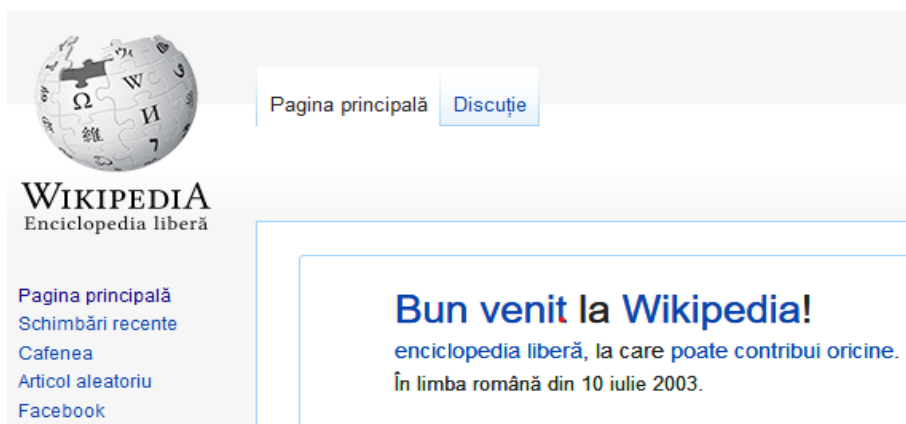 WIKIPEDIA
Enciclopedia liberă
Pagina principală Discuție
Pagina principală
Schimbări recente
Cafenea
Articol aleatoriu
Facebook
Bun venit la Wikipedia!
enciclopedia liberă, la care poate contribui oricine.
În limba română din 10 iulie 2003.